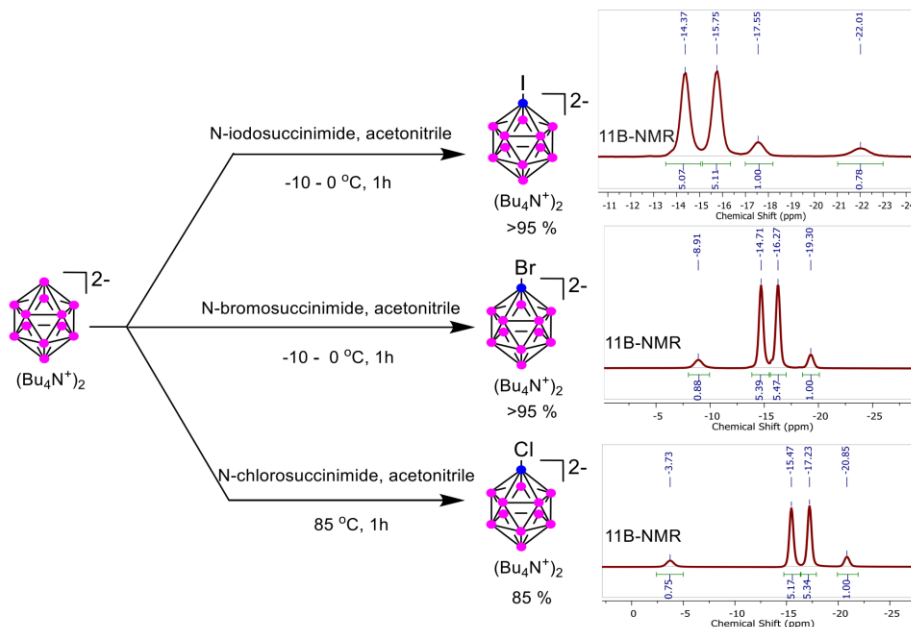 -14.37
-15.75
-17.55
-22.01
I
2-
11B-NMR
N-iodosuccinimide, acetonitrile
-10 - 0 °C, 1h
(Bu4N+)2
>95 %
5.07
5.11
1.00
0.78
-11 -12 -13 -14 -15 -16 -17 -18 -19 -20 -21 -22 -23 -24
Chemical Shift (ppm)
-8.91
-14.71
-16.27
-19.30
Br
2-
2-
11B-NMR
N-bromosuccinimide, acetonitrile
-10 - 0 °C, 1h
(Bu4N+)2
(Bu4N+)2
>95 %
0.88
5.39
5.47
1.00
-5 -10 -15 -20 -25
Chemical Shift (ppm)
-3.73
-15.47
-17.23
-20.85
Cl
2-
11B-NMR
N-chlorosuccinimide, acetonitrile
85 °C, 1h
(Bu4N+)2
85 %
0.75
5.17
5.34
1.00
0 -5 -10 -15 -20 -25
Chemical Shift (ppm)